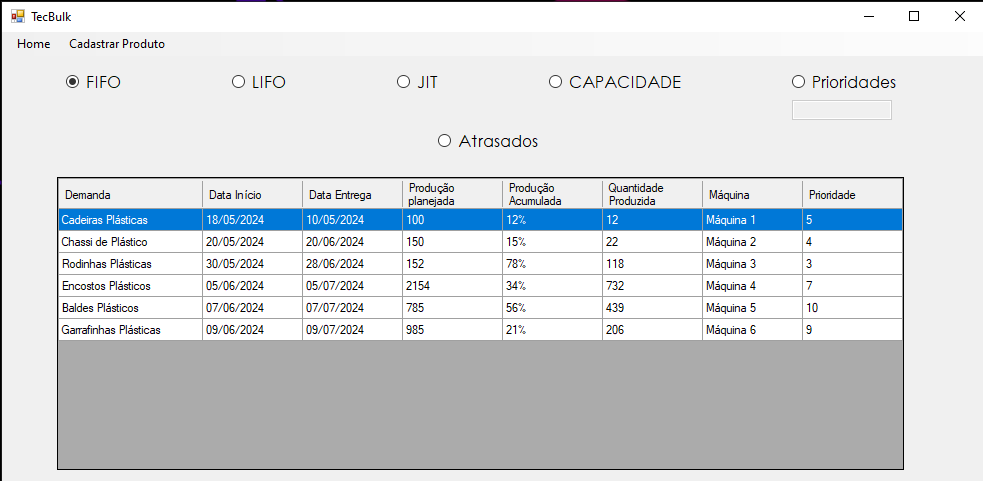 TecBulk
Home Cadastrar Produto
FIFO LIFO JIT CAPACIDADE Prioridades
Atrasados
Demanda Data Início Data Entrega Produção planejada Produção Acumulada Quantidade Produzida Máquina Prioridade
Cadeiras Plásticas 18/05/2024 10/05/2024 100 12% 12 Máquina 1 5
Chassi de Plástico 20/05/2024 20/06/2024 150 15% 22 Máquina 2 4
Rodinhas Plásticas 30/05/2024 28/06/2024 152 78% 118 Máquina 3 3
Encostos Plásticos 05/06/2024 05/07/2024 2154 34% 732 Máquina 4 7
Baldes Plásticos 07/06/2024 07/07/2024 785 56% 439 Máquina 5 10
Garrafinhas Plásticas 09/06/2024 09/07/2024 985 21% 206 Máquina 6 9